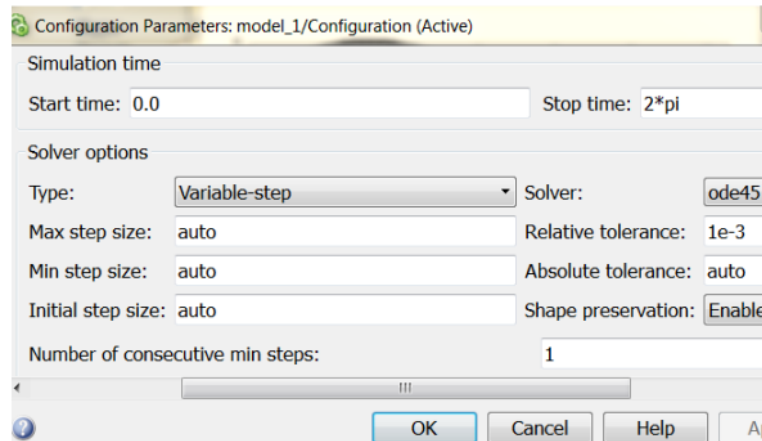 Configuration Parameters: model_1/Configuration (Active)
Simulation time
Start time: 0.0 Stop time: 2*pi
Solver options
Type: Variable-step Solver: ode45
Max step size: auto Relative tolerance: 1e-3
Min step size: auto Absolute tolerance: auto
Initial step size: auto Shape preservation: Enable
Number of consecutive min steps: 1
OK Cancel Help